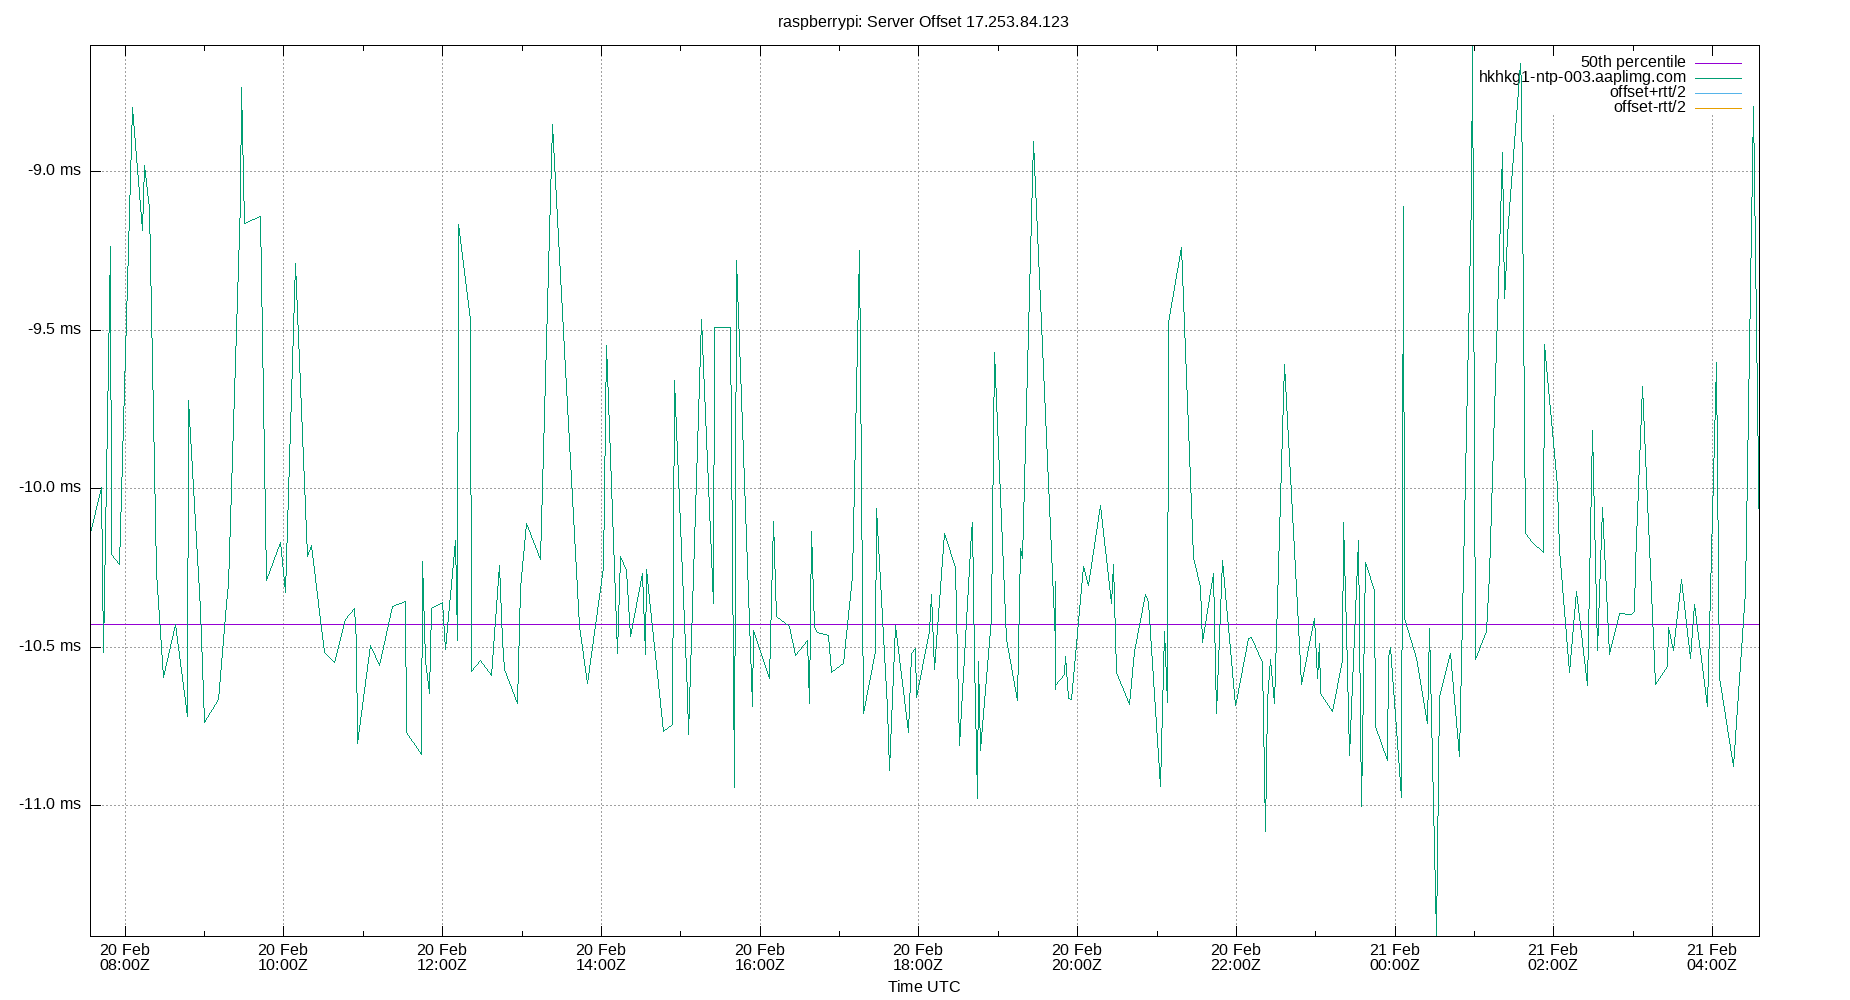 raspberrypi: Server Offset 17.253.84.123
50th percentile
hkhkg1-ntp-003.aaplimg.com
offset+rtt/2
offset-rtt/2
-9.0 ms
-9.5 ms
-10.0 ms
-10.5 ms
-11.0 ms
20 Feb 20 Feb 20 Feb 20 Feb 20 Feb 20 Feb 20 Feb 20 Feb 21 Feb 21 Feb 21 Feb
08:00Z 10:00Z 12:00Z 14:00Z 16:00Z 18:00Z 20:00Z 22:00Z 00:00Z 02:00Z 04:00Z
Time UTC